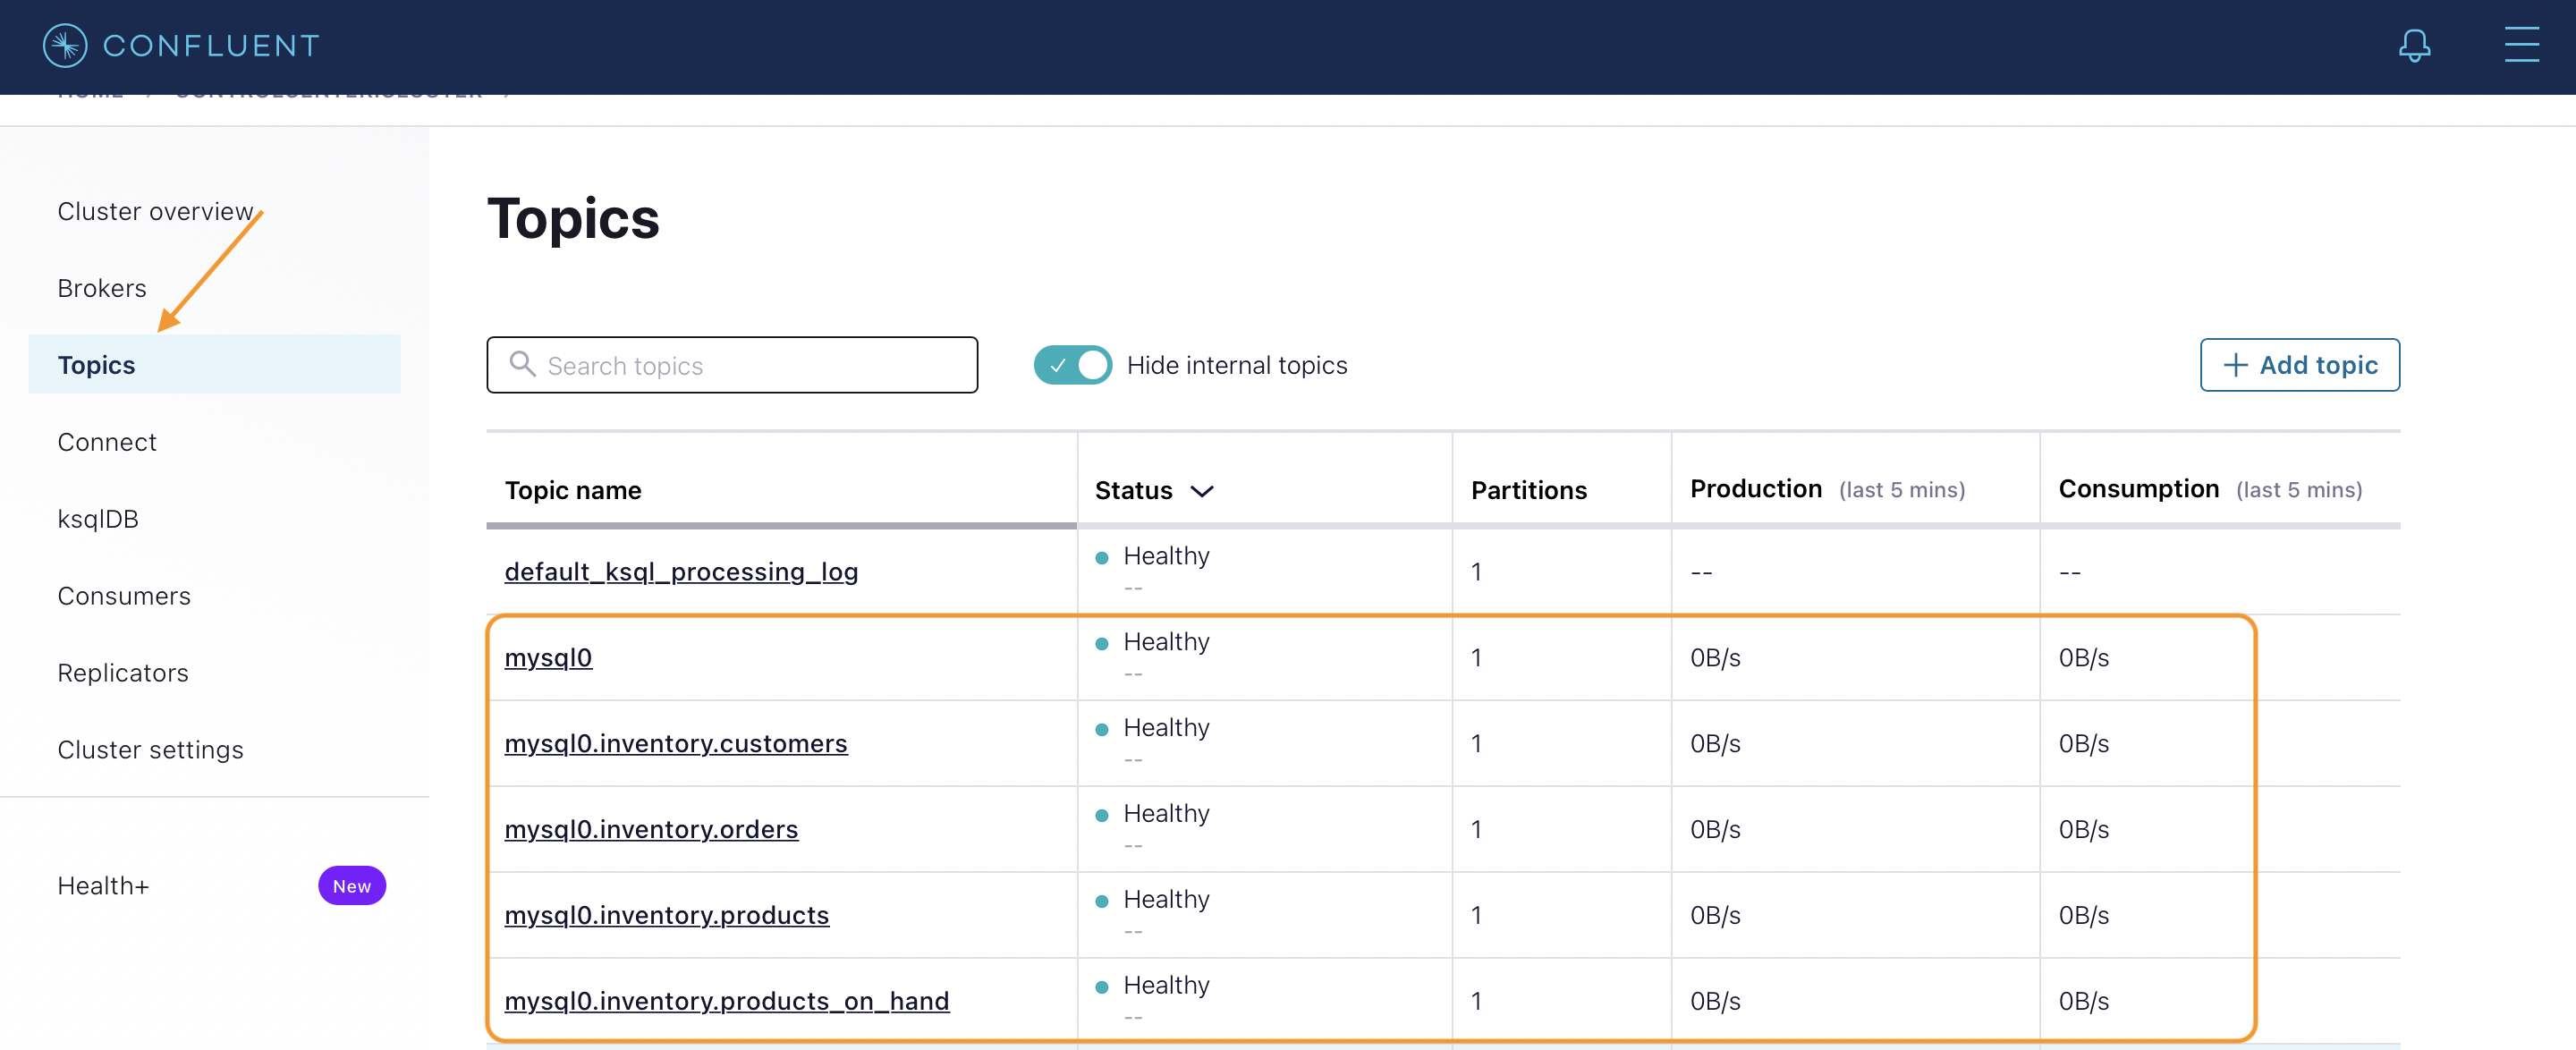 CONFLUENT
HOME > CONTROLCENTER.CLUSTER >
Cluster overview
Brokers
Topics
Connect
ksqlDB
Consumers
Replicators
Cluster settings
Health+ New
Topics
Search topics Hide internal topics + Add topic
Topic name Status Partitions Production (last 5 mins) Consumption (last 5 mins)
default_ksql_processing_log Healthy 1 -- --
--
mysql0 Healthy 1 0B/s 0B/s
--
mysql0.inventory.customers Healthy 1 0B/s 0B/s
--
mysql0.inventory.orders Healthy 1 0B/s 0B/s
--
mysql0.inventory.products Healthy 1 0B/s 0B/s
--
mysql0.inventory.products_on_hand Healthy 1 0B/s 0B/s
--